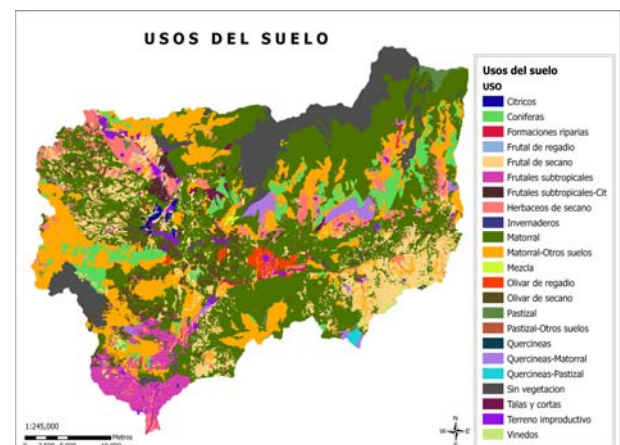 USOS DEL SUELO
Usos del suelo
USO
Citricos
Coniferas
Formaciones riparias
Frutal de regadio
Frutal de secano
Frutales subtropicales
Frutales subtropicales-Cit
Herbaceos de secano
Invernaderos
Matorral
Matorral-Otros suelos
Mezcla
Olivar de regadio
Olivar de secano
Pastizal
Pastizal-Otros suelos
Quercineas
Quercineas-Matorral
Quercineas-Pastizal
Sin vegetacion
Talas y cortas
Terreno improductivo
Vinedos
1:245,000
Metros
N
W
E